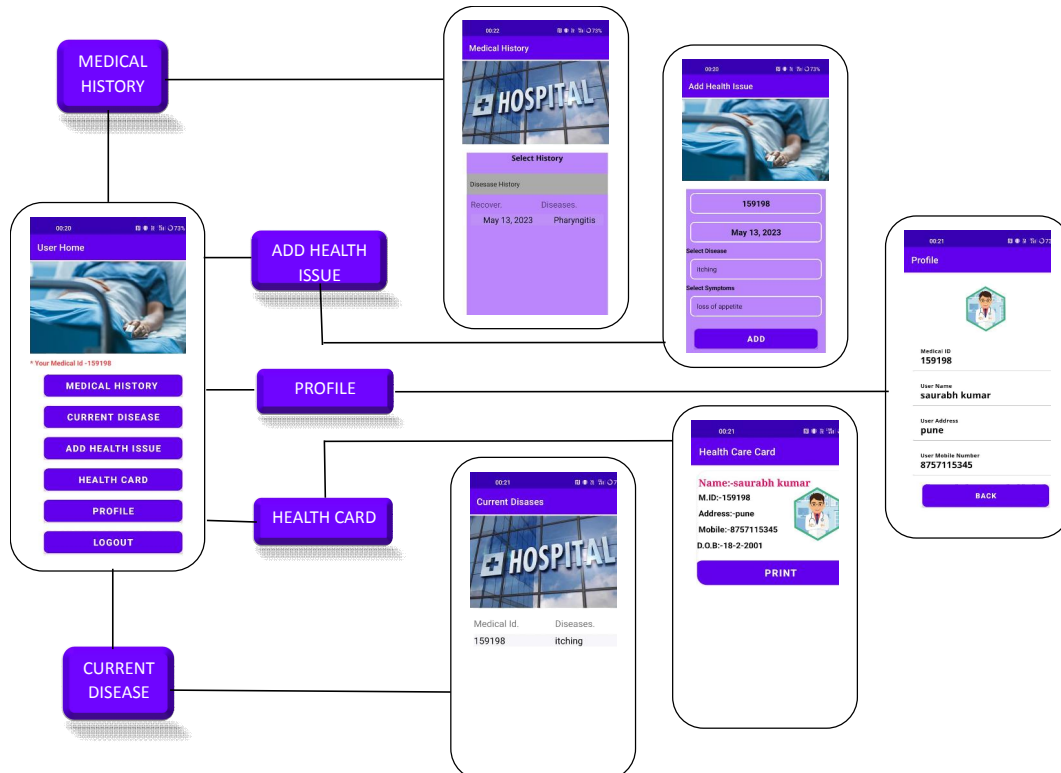 MEDICAL
HISTORY
00:22
73%
Medical History
HOSPITAL
Select History
Disesase History
Recover.
Diseases.
May 13, 2023
Pharyngitis
00:20
73%
Add Health Issue
159198
May 13, 2023
Select Disease
itching
Select Symptoms
loss of appetite
ADD
00:20
73%
User Home
* Your Medical Id -159198
MEDICAL HISTORY
CURRENT DISEASE
ADD HEALTH ISSUE
HEALTH CARD
PROFILE
LOGOUT
ADD HEALTH
ISSUE
PROFILE
00:21
Profile
Medical ID
159198
User Name
saurabh kumar
User Address
pune
User Mobile Number
8757115345
BACK
HEALTH CARD
00:21
Health Care Card
Name:-saurabh kumar
M.ID:-159198
Address:-pune
Mobile:-8757115345
D.O.B:-18-2-2001
PRINT
00:21
Current Disases
HOSPITAL
Medical Id.
Diseases.
159198
itching
CURRENT
DISEASE